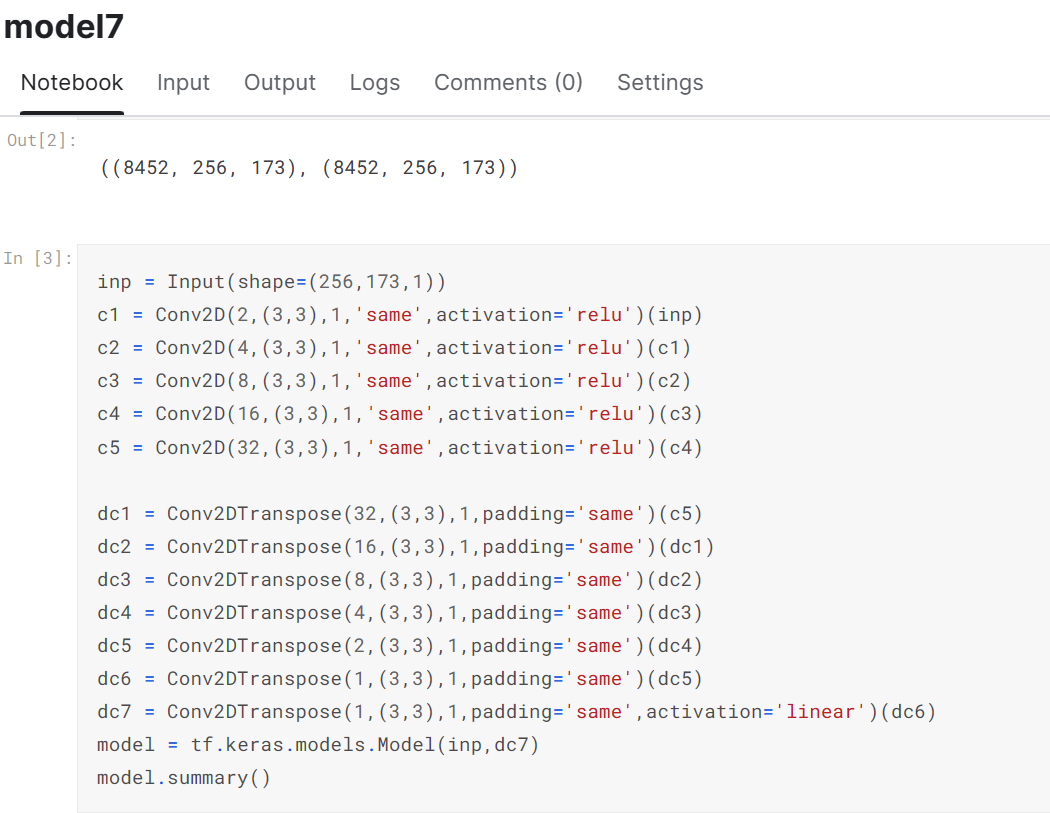 model7
Notebook Input Output Logs Comments (0) Settings
Out[2]:
((8452, 256, 173), (8452, 256, 173))
In [3]:
inp = Input(shape=(256,173,1))
c1 = Conv2D(2,(3,3),1,'same',activation='relu')(inp)
c2 = Conv2D(4,(3,3),1,'same',activation='relu')(c1)
c3 = Conv2D(8,(3,3),1,'same',activation='relu')(c2)
c4 = Conv2D(16,(3,3),1,'same',activation='relu')(c3)
c5 = Conv2D(32,(3,3),1,'same',activation='relu')(c4)
dc1 = Conv2DTranspose(32,(3,3),1,padding='same')(c5)
dc2 = Conv2DTranspose(16,(3,3),1,padding='same')(dc1)
dc3 = Conv2DTranspose(8,(3,3),1,padding='same')(dc2)
dc4 = Conv2DTranspose(4,(3,3),1,padding='same')(dc3)
dc5 = Conv2DTranspose(2,(3,3),1,padding='same')(dc4)
dc6 = Conv2DTranspose(1,(3,3),1,padding='same')(dc5)
dc7 = Conv2DTranspose(1,(3,3),1,padding='same',activation='linear')(dc6)
model = tf.keras.models.Model(inp,dc7)
model.summary()